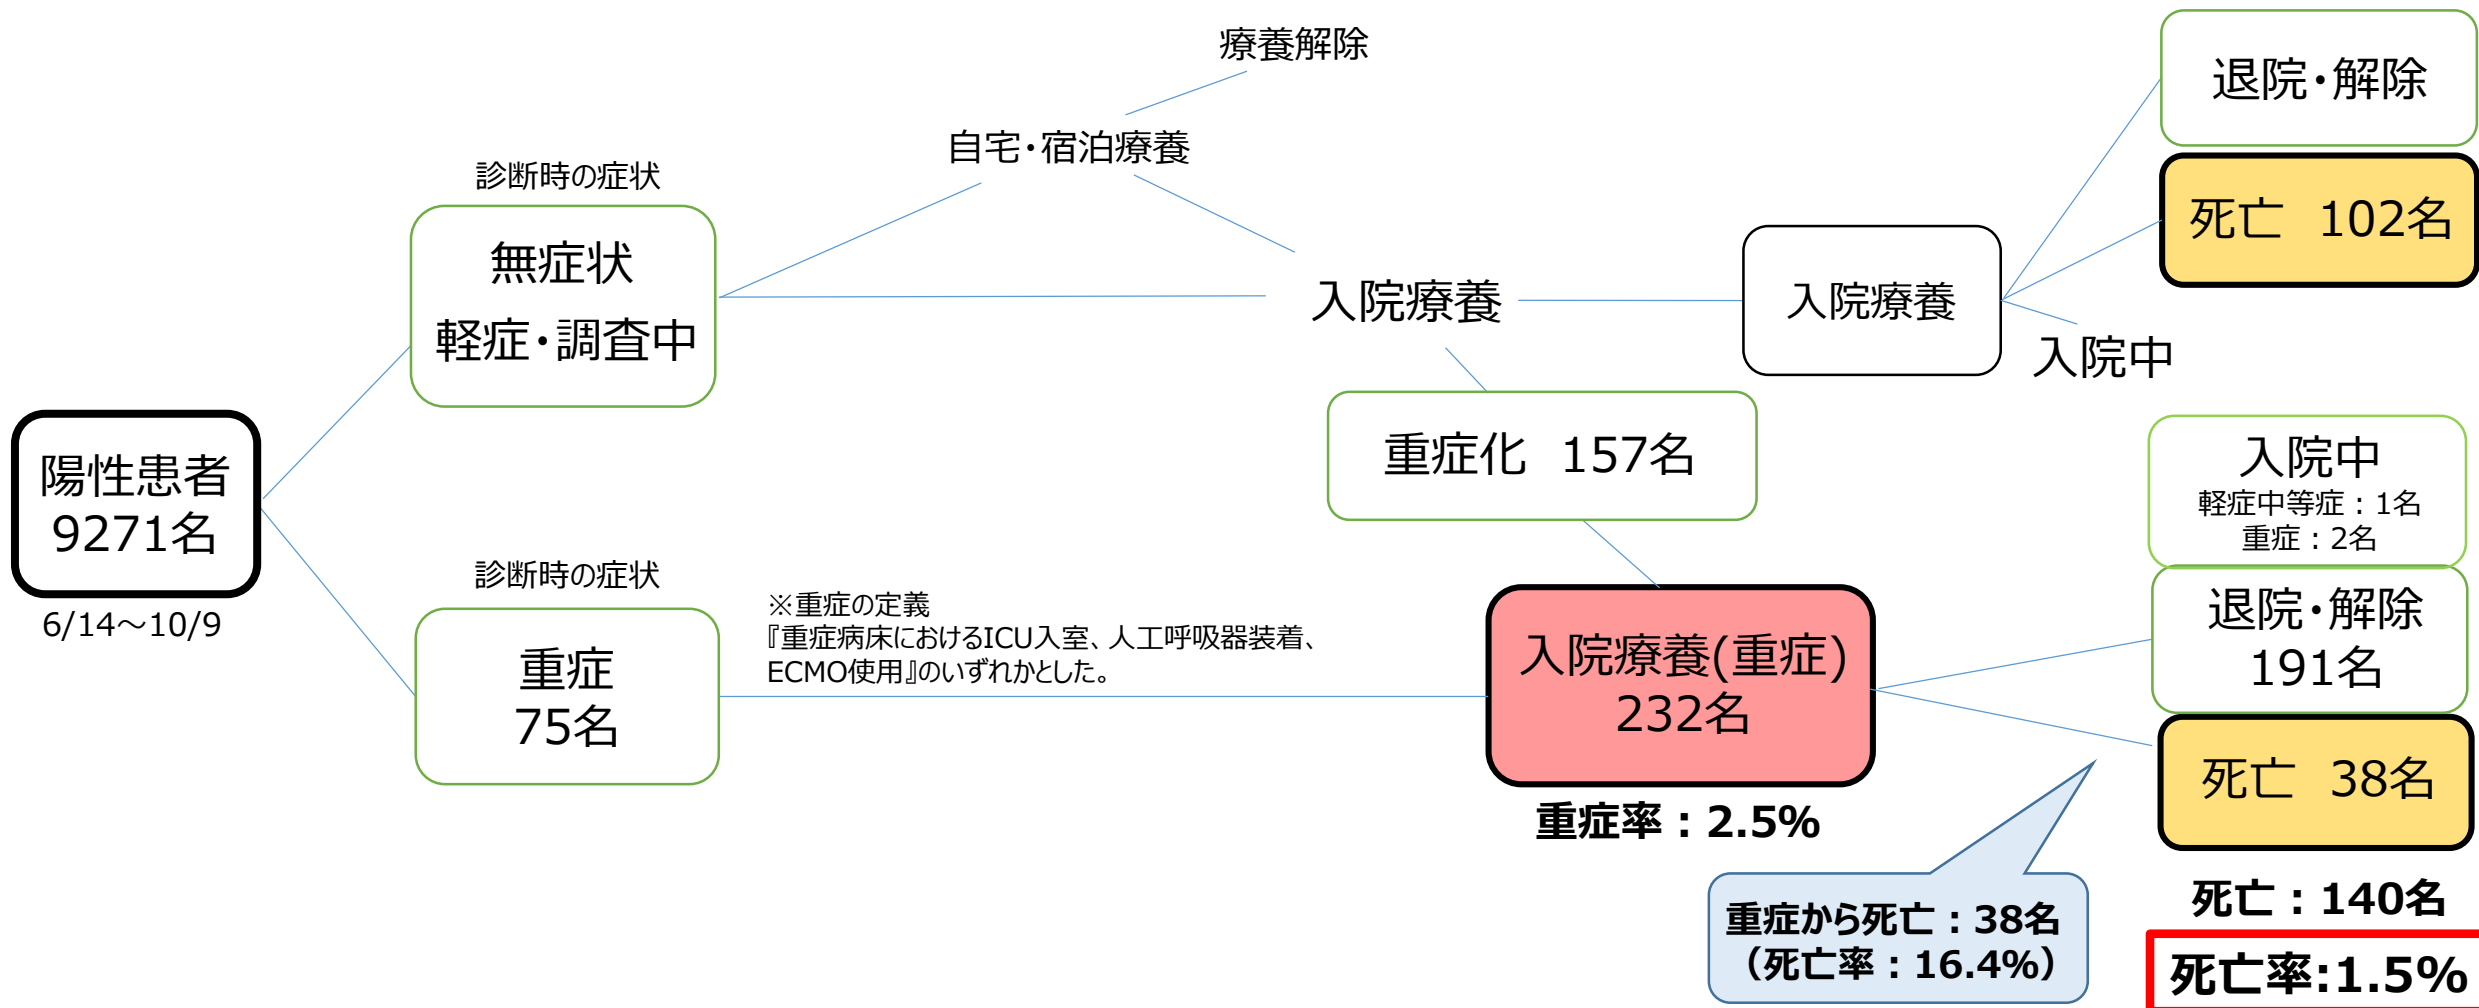 陽性患者
9271名
6/14～10/9
診断時の症状
無症状
軽症・調査中
診断時の症状
重症
75名
※重症の定義
『重症病床におけるICU入室、人工呼吸器装着、
ECMO使用』のいずれかとした。
療養解除
自宅・宿泊療養
入院療養
重症化　157名
入院療養
入院療養(重症)
232名
重症率：2.5%
退院・解除
死亡　102名
入院中
入院中
軽症中等症：1名
重症：2名
退院・解除
191名
死亡　38名
重症から死亡：38名
（死亡率：16.4%）
死亡：140名
死亡率:1.5%